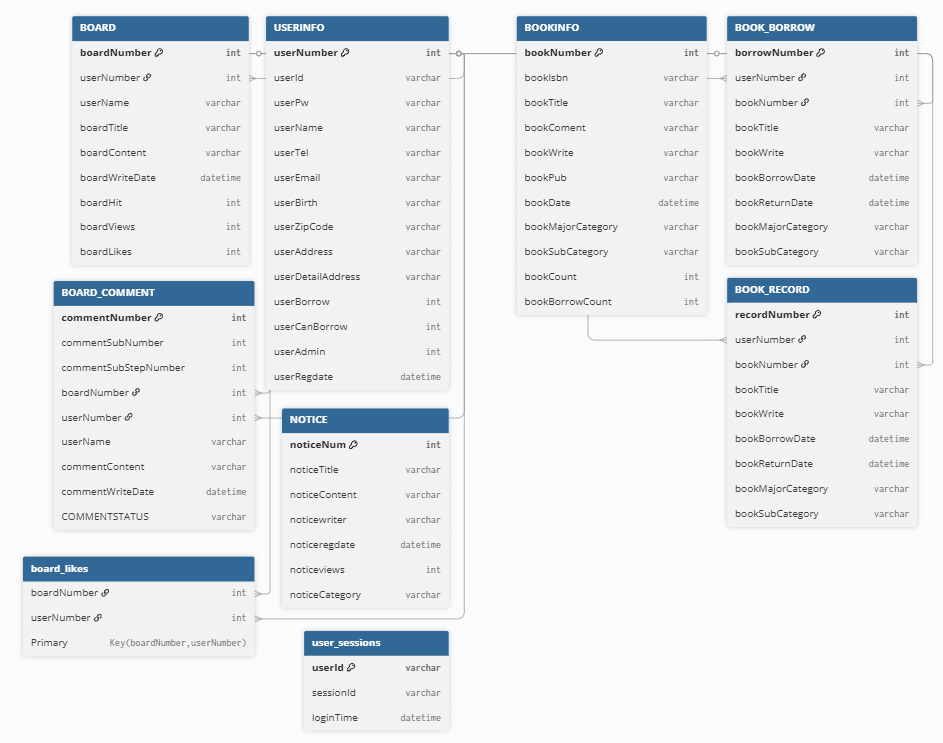 BOARD
boardNumber int
userNumber int
userName varchar
boardTitle varchar
boardContent varchar
boardWriteDate datetime
boardHit int
boardViews int
boardLikes int
USERINFO
userNumber int
userId varchar
userPw varchar
userName varchar
userTel varchar
userEmail varchar
userBirth varchar
userZipCode varchar
userAddress varchar
userDetailAddress varchar
userBorrow int
userCanBorrow int
userAdmin int
userRegdate datetime
BOOKINFO
bookNumber int
bookIsbn varchar
bookTitle varchar
bookComent varchar
bookWrite varchar
bookPub varchar
bookDate datetime
bookMajorCategory varchar
bookSubCategory varchar
bookCount int
bookBorrowCount int
BOOK_BORROW
borrowNumber int
userNumber int
bookNumber int
bookTitle varchar
bookWrite varchar
bookBorrowDate datetime
bookReturnDate datetime
bookMajorCategory varchar
bookSubCategory varchar
BOARD_COMMENT
commentNumber int
commentSubNumber int
commentSubStepNumber int
boardNumber int
userNumber int
userName varchar
commentContent varchar
commentWriteDate datetime
COMMENTSTATUS varchar
NOTICE
noticeNum int
noticeTitle varchar
noticeContent varchar
noticewriter varchar
noticeregdate datetime
noticeviews int
noticeCategory varchar
BOOK_RECORD
recordNumber int
userNumber int
bookNumber int
bookTitle varchar
bookWrite varchar
bookBorrowDate datetime
bookReturnDate datetime
bookMajorCategory varchar
bookSubCategory varchar
board_likes
boardNumber int
userNumber int
Primary Key(boardNumber,userNumber)
user_sessions
userId varchar
sessionId varchar
loginTime datetime